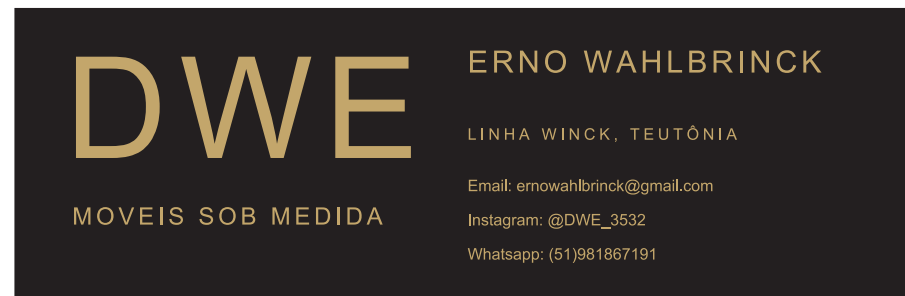 DWE
MOVEIS SOB MEDIDA
ERNO WAHLBRINCK
LINHA WINCK, TEUTÔNIA
Email: ernowahlbrinck@gmail.com
Instagram: @DWE_3532
Whatsapp: (51)981867191